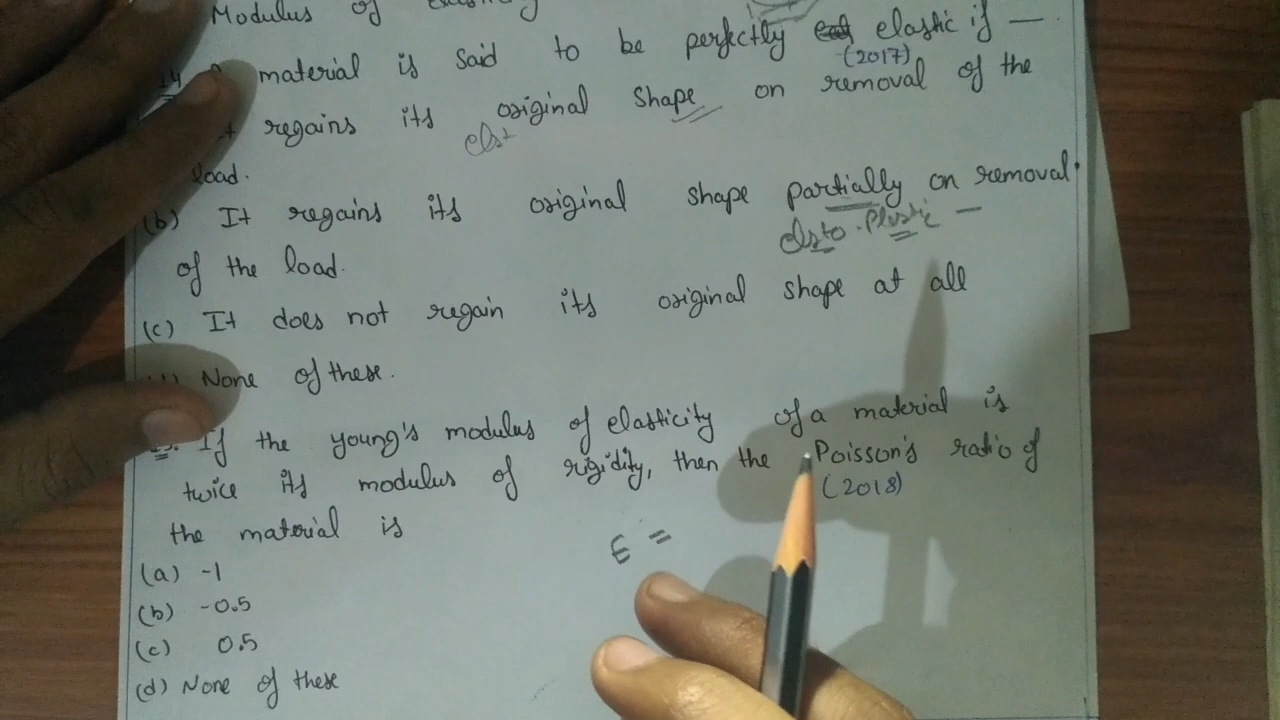 Modulus of
material is said to be perfectly elastic if —
(2017)
regains its original shape on removal of the
elst
load.
(b) It regains its original shape partially on removal
elsto-Plastic —
of the load.
(c) It does not regain its original shape at all
None of these.
If the young's modulus of elasticity of a material is
twice its modulus of rigidity, then the Poisson's ratio of
(2018)
the material is
E =
(a) -1
(b) -0.5
(c) 0.5
(d) None of these